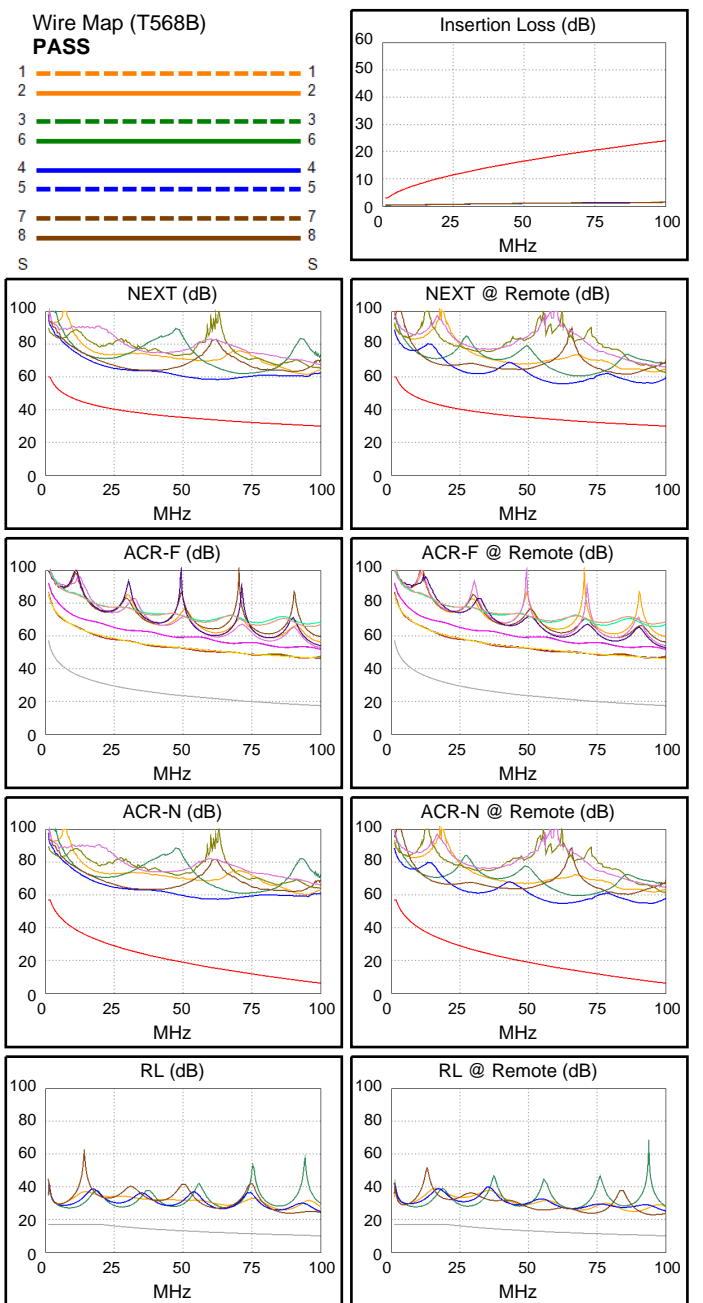 Wire Map (T568B)
PASS
1 1
2 2
3 3
6 6
4 4
5 5
7 7
8 8
S S
Insertion Loss (dB)
60
50
40
30
20
10
0
0 25 50 75 100
MHz
NEXT (dB)
100
80
60
40
20
0
0 25 50 75 100
MHz
NEXT @ Remote (dB)
100
80
60
40
20
0
0 25 50 75 100
MHz
ACR-F (dB)
100
80
60
40
20
0
0 25 50 75 100
MHz
ACR-F @ Remote (dB)
100
80
60
40
20
0
0 25 50 75 100
MHz
ACR-N (dB)
100
80
60
40
20
0
0 25 50 75 100
MHz
ACR-N @ Remote (dB)
100
80
60
40
20
0
0 25 50 75 100
MHz
RL (dB)
100
80
60
40
20
0
0 25 50 75 100
MHz
RL @ Remote (dB)
100
80
60
40
20
0
0 25 50 75 100
MHz